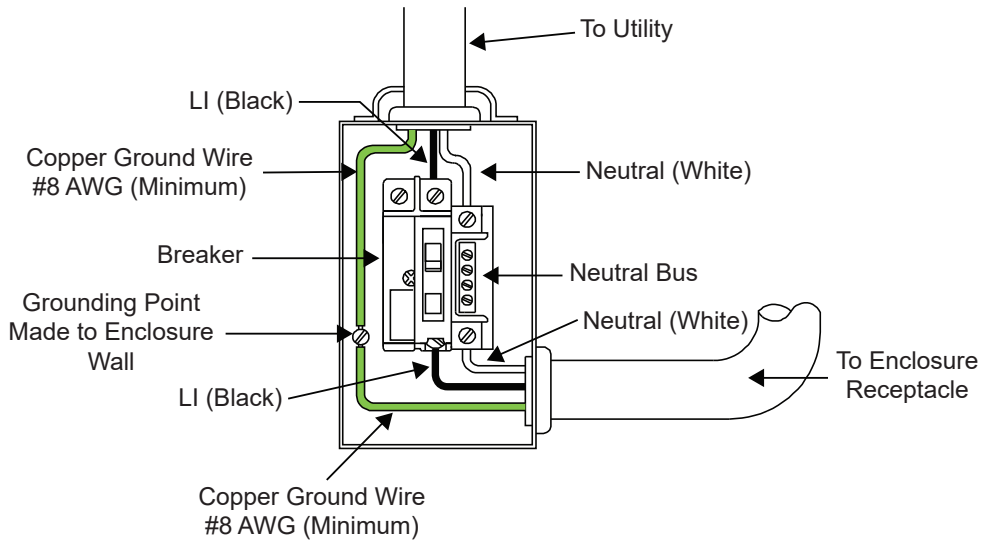 To Utility
LI (Black)
Copper Ground Wire
#8 AWG (Minimum)
Neutral (White)
Breaker
Neutral Bus
Grounding Point
Made to Enclosure
Wall
Neutral (White)
To Enclosure
Receptacle
LI (Black)
Copper Ground Wire
#8 AWG (Minimum)